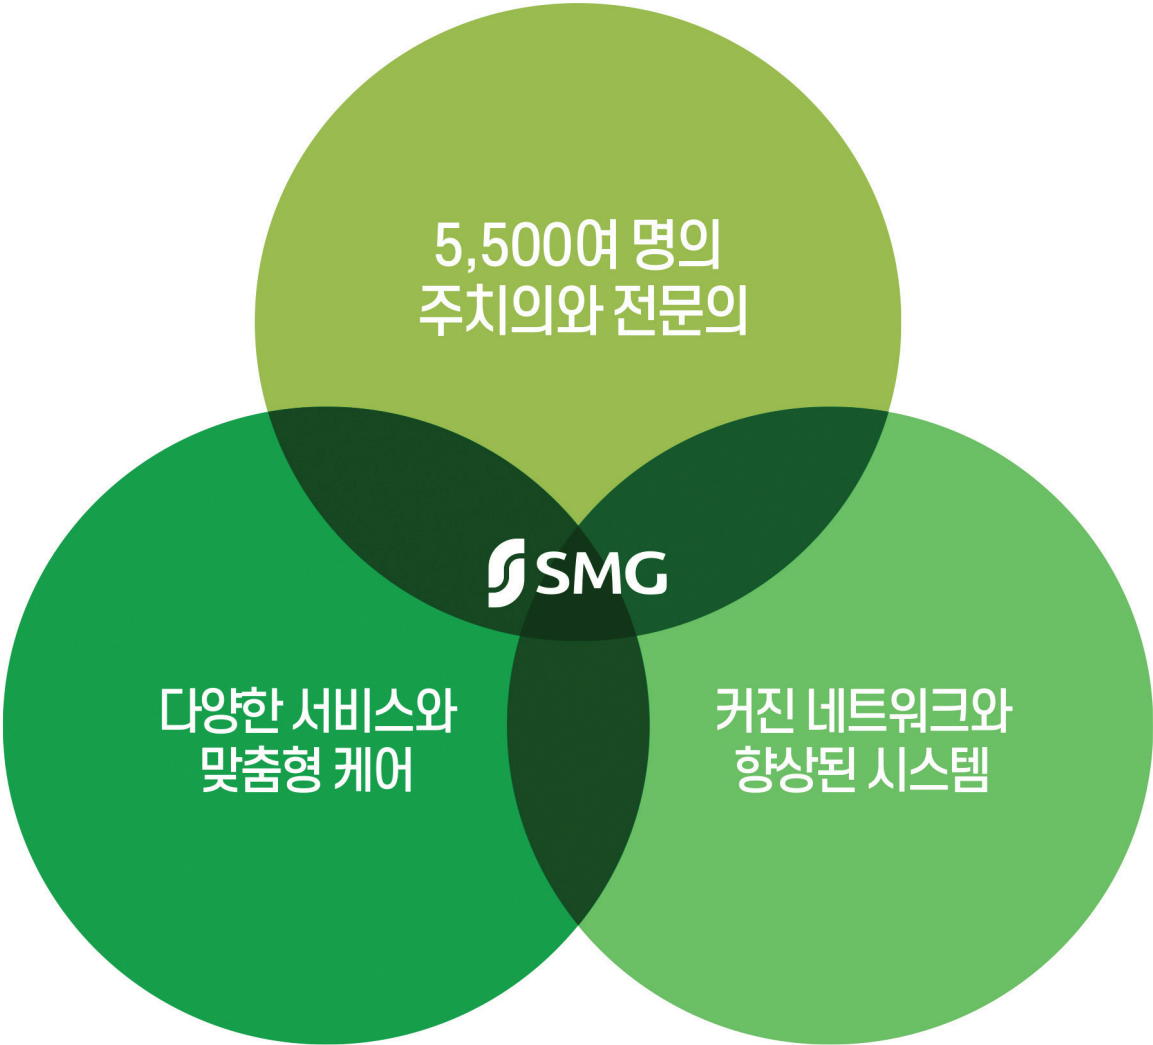 5,500여 명의
주치의와 전문의
SMG
다양한 서비스와
맞춤형 케어
커진 네트워크와
향상된 시스템